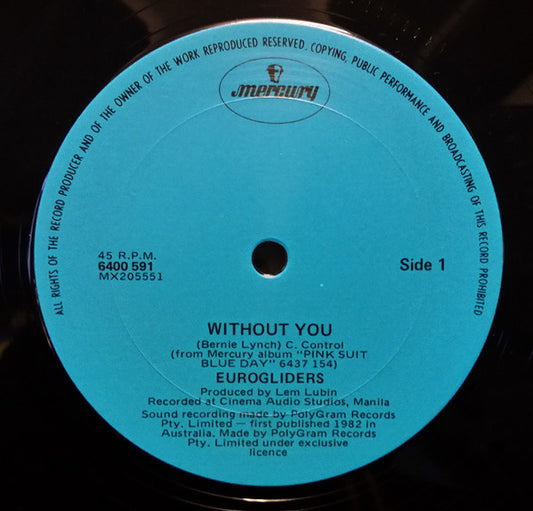 ALL RIGHTS OF THE RECORD PRODUCER AND OF THE OWNER OF THE WORK REPRODUCED RESERVED. COPYING, PUBLIC PERFORMANCE AND BROADCASTING OF THIS RECORD PROHIBITED
mercury
45 R.P.M.
6400 591
MX205551
Side 1
WITHOUT YOU
(Bernie Lynch) C. Control
(from Mercury album "PINK SUIT
BLUE DAY" 6437 154)
EUROGLIDERS
Produced by Lem Lubin
Recorded at Cinema Audio Studios, Manila
Sound recording made by PolyGram Records
Pty. Limited — first published 1982 in
Australia. Made by PolyGram Records
Pty. Limited under exclusive
licence